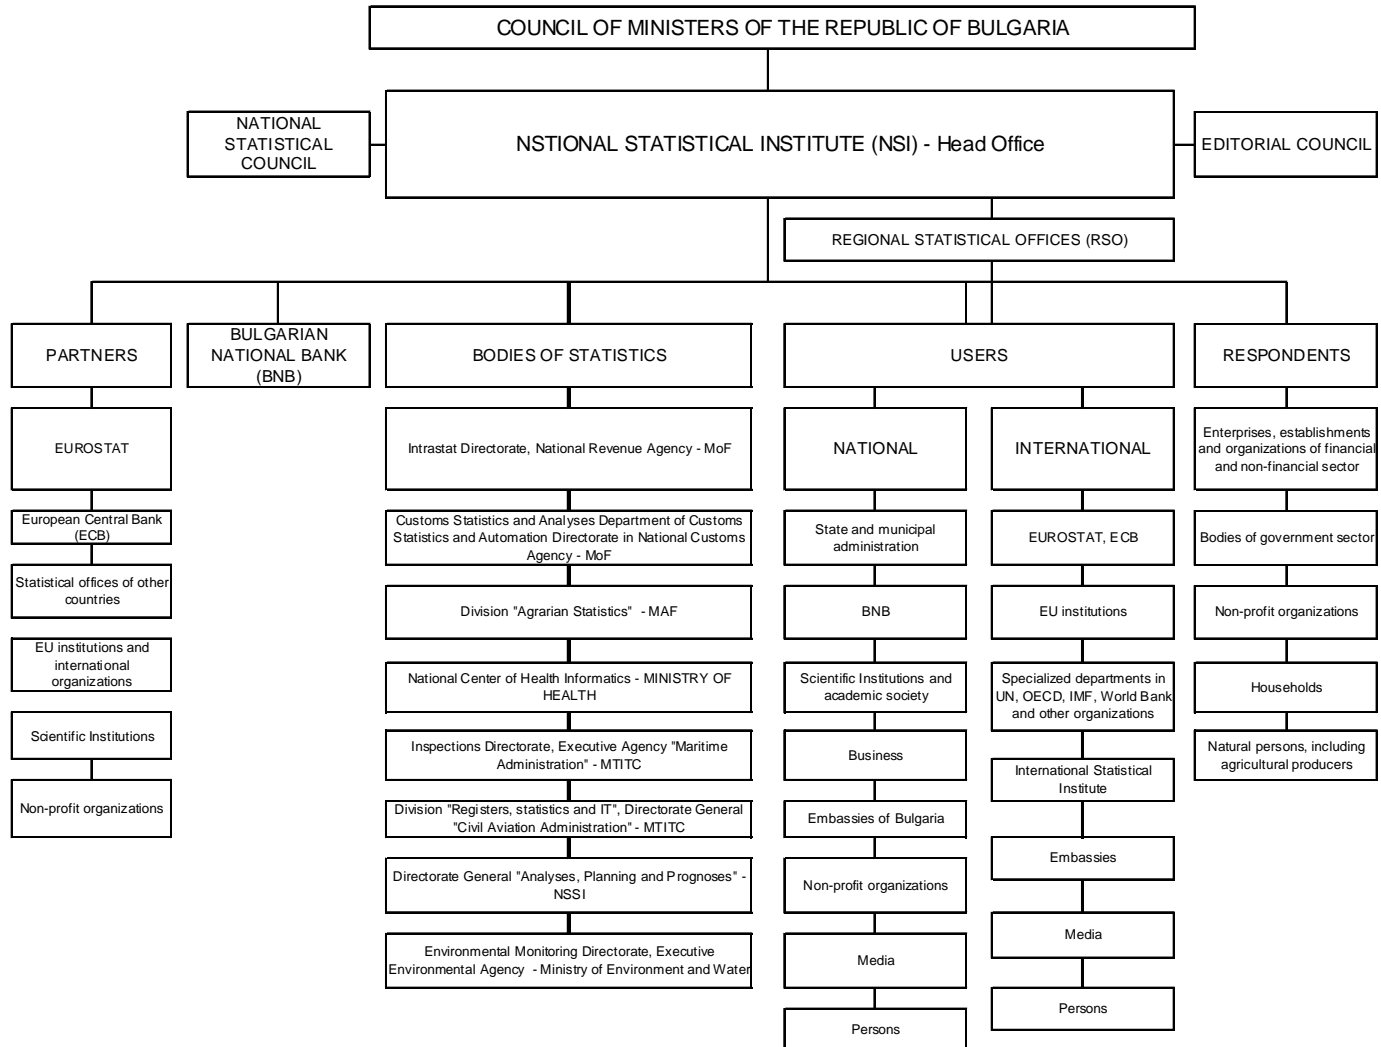 COUNCIL OF MINISTERS OF THE REPUBLIC OF BULGARIA
NATIONAL
STATISTICAL
COUNCIL
NSTIONAL STATISTICAL INSTITUTE (NSI) - Head Office
EDITORIAL COUNCIL
REGIONAL STATISTICAL OFFICES (RSO)
PARTNERS
BULGARIAN
NATIONAL BANK
(BNB)
BODIES OF STATISTICS
USERS
RESPONDENTS
EUROSTAT
European Central Bank
(ECB)
Statistical offices of other
countries
EU institutions and
international
organizations
Scientific Institutions
Non-profit organizations
Intrastat Directorate, National Revenue Agency - MoF
Customs Statistics and Analyses Department of Customs
Statistics and Automation Directorate in National Customs
Agency - MoF
Division "Agrarian Statistics"  - MAF
National Center of Health Informatics - MINISTRY OF
HEALTH
Inspections Directorate, Executive Agency "Maritime
Administration" - MTITC
Division "Registers, statistics and IT", Directorate General
"Civil Aviation Administration" - MTITC
Directorate General "Analyses, Planning and Prognoses" -
NSSI
Environmental Monitoring Directorate, Executive
Environmental Agency  - Ministry of Environment and Water
NATIONAL
State and municipal
administration
BNB
Scientific Institutions and
academic society
Business
Embassies of Bulgaria
Non-profit organizations
Media
Persons
INTERNATIONAL
EUROSTAT, ECB
EU institutions
Specialized departments in
UN, OECD, IMF, World Bank
and other organizations
International Statistical
Institute
Embassies
Media
Persons
Enterprises, establishments
and organizations of financial
and non-financial sector
Bodies of government sector
Non-profit organizations
Households
Natural persons, including
agricultural producers